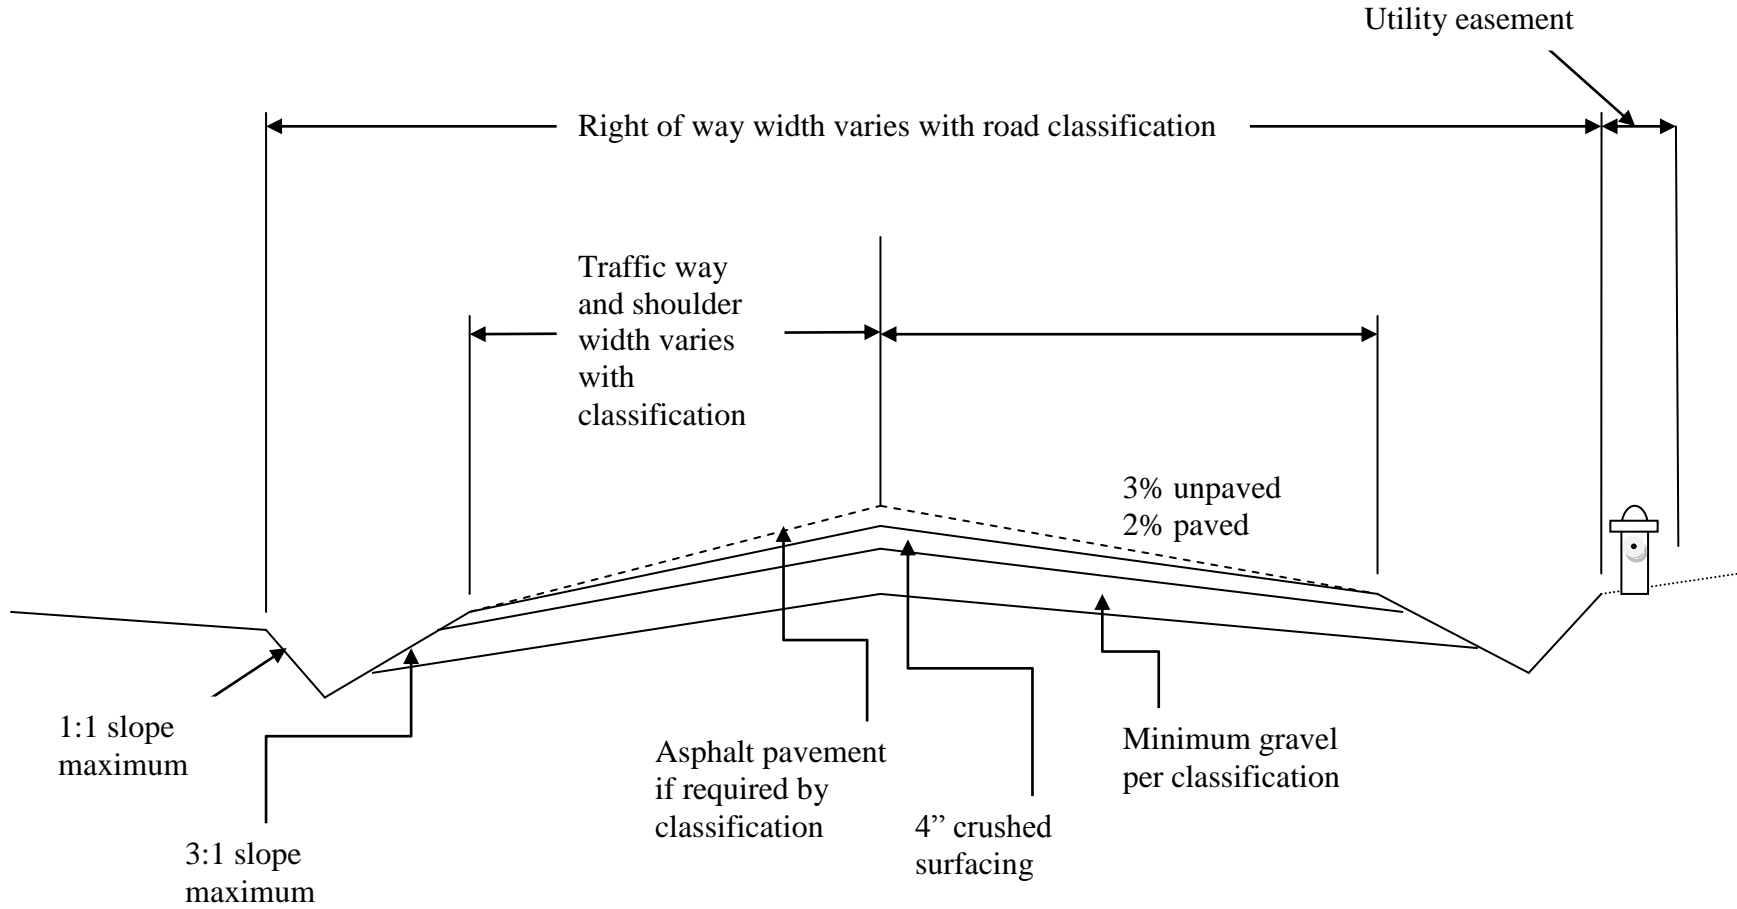 Utility easement
Right of way width varies with road classification
Traffic way
and shoulder
width varies
with
classification
3% unpaved
2% paved
1:1 slope
maximum
3:1 slope
maximum
Asphalt pavement
if required by
classification
4” crushed
surfacing
Minimum gravel
per classification